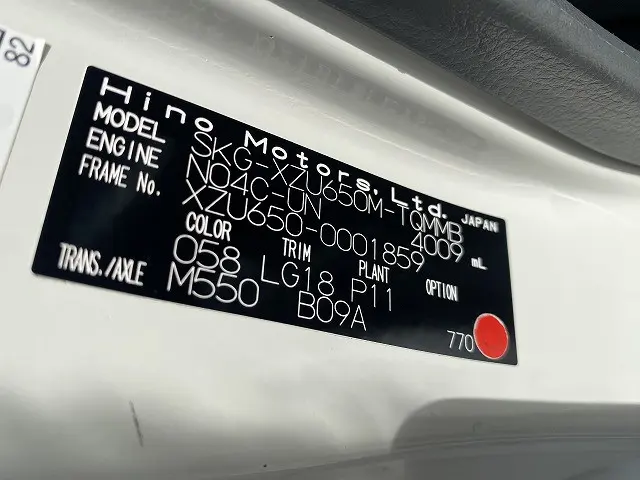 82
Hino Motors, Ltd. JAPAN
MODEL SKG-XZU650M-TQMMB
ENGINE N04C-UN 4009 mL
FRAME No. XZU650-0001859
COLOR TRIM PLANT OPTION
058 LG18 P11
TRANS./AXLE M550 B09A
770